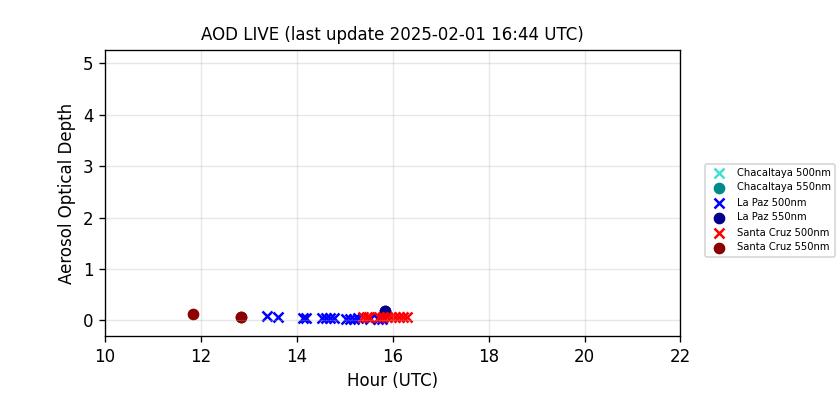 AOD LIVE (last update 2025-02-01 16:44 UTC)
Aerosol Optical Depth
5
4
3
2
1
0
10 12 14 16 18 20 22
Hour (UTC)
Chacaltaya 500nm
Chacaltaya 550nm
La Paz 500nm
La Paz 550nm
Santa Cruz 500nm
Santa Cruz 550nm